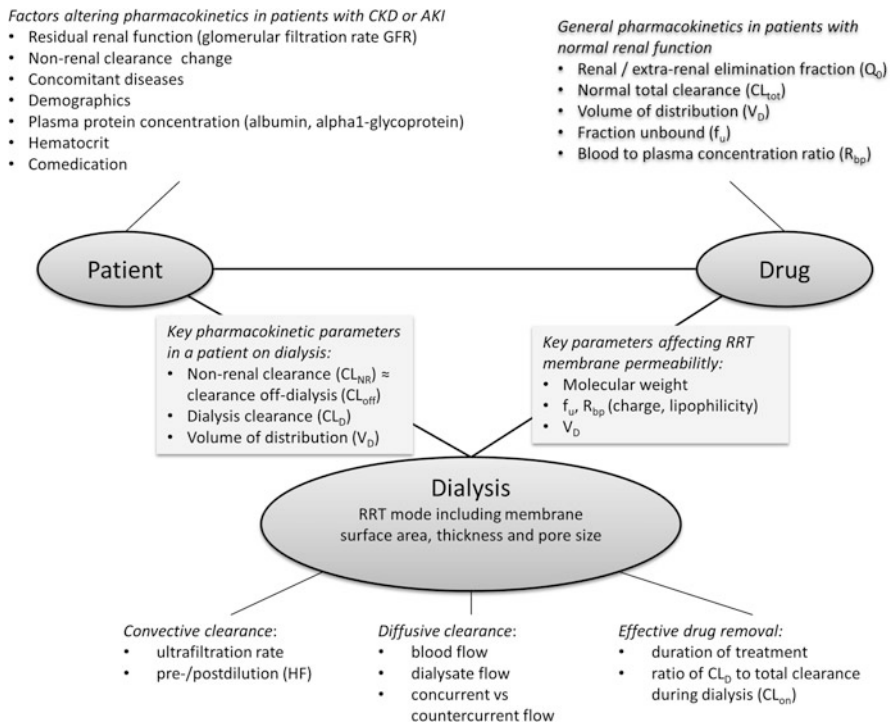 Factors altering pharmacokinetics in patients with CKD or AKI
• Residual renal function (glomerular filtration rate GFR)
• Non-renal clearance change
• Concomitant diseases
• Demographics
• Plasma protein concentration (albumin, alpha1-glycoprotein)
• Hematocrit
• Comedication
General pharmacokinetics in patients with
normal renal function
• Renal / extra-renal elimination fraction (Q0)
• Normal total clearance (CLtot)
• Volume of distribution (VD)
• Fraction unbound (fu)
• Blood to plasma concentration ratio (Rbp)
Patient
Drug
Key pharmacokinetic parameters
in a patient on dialysis:
• Non-renal clearance (CLNR) ≈
clearance off-dialysis (CLoff)
• Dialysis clearance (CLD)
• Volume of distribution (VD)
Key parameters affecting RRT
membrane permeabilitly:
• Molecular weight
• fu, Rbp (charge, lipophilicity)
• VD
Dialysis
RRT mode including membrane
surface area, thickness and pore size
Convective clearance:
• ultrafiltration rate
• pre-/postdilution (HF)
Diffusive clearance:
• blood flow
• dialysate flow
• concurrent vs
countercurrent flow
Effective drug removal:
• duration of treatment
• ratio of CLD to total clearance
during dialysis (CLon)